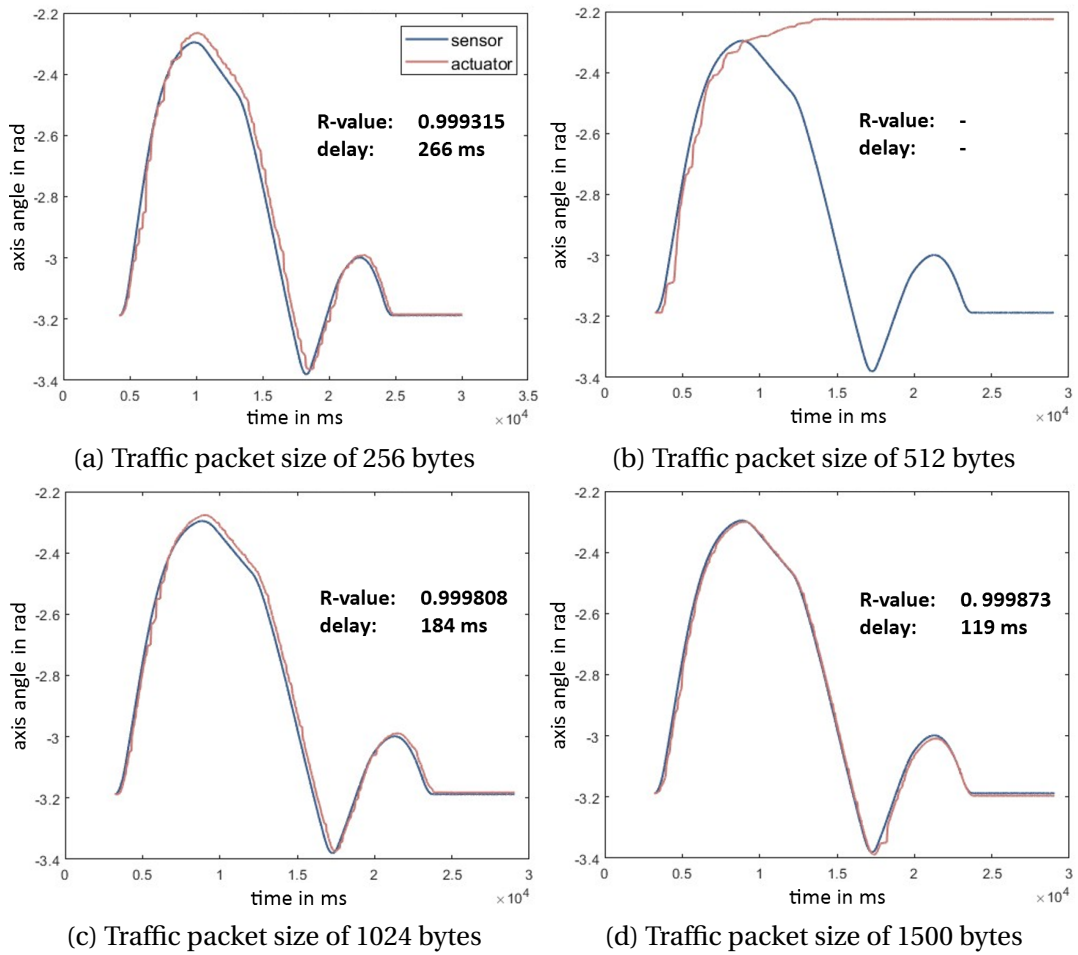 -2.2
-2.4
-2.6
-2.8
-3
-3.2
-3.4
axis angle in rad
sensor
actuator
R-value: 0.999315
delay: 266 ms
0 0.5 1 1.5 2 2.5 3 3.5
time in ms
×10⁴
(a) Traffic packet size of 256 bytes
-2.2
-2.4
-2.6
-2.8
-3
-3.2
-3.4
axis angle in rad
R-value: -
delay: -
0 0.5 1 1.5 2 2.5 3
time in ms
×10⁴
(b) Traffic packet size of 512 bytes
-2.2
-2.4
-2.6
-2.8
-3
-3.2
-3.4
axis angle in rad
R-value: 0.999808
delay: 184 ms
0 0.5 1 1.5 2 2.5 3
time in ms
×10⁴
(c) Traffic packet size of 1024 bytes
-2.2
-2.4
-2.6
-2.8
-3
-3.2
-3.4
axis angle in rad
R-value: 0. 999873
delay: 119 ms
0 0.5 1 1.5 2 2.5 3
time in ms
×10⁴
(d) Traffic packet size of 1500 bytes